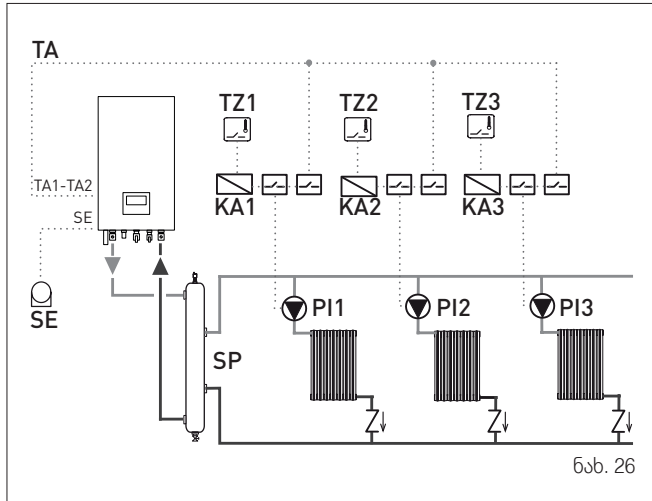 TA
TZ1 TZ2 TZ3
TA1-TA2
KA1 KA2 KA3
SE
SE
PI1 PI2 PI3
SP
ნახ. 26